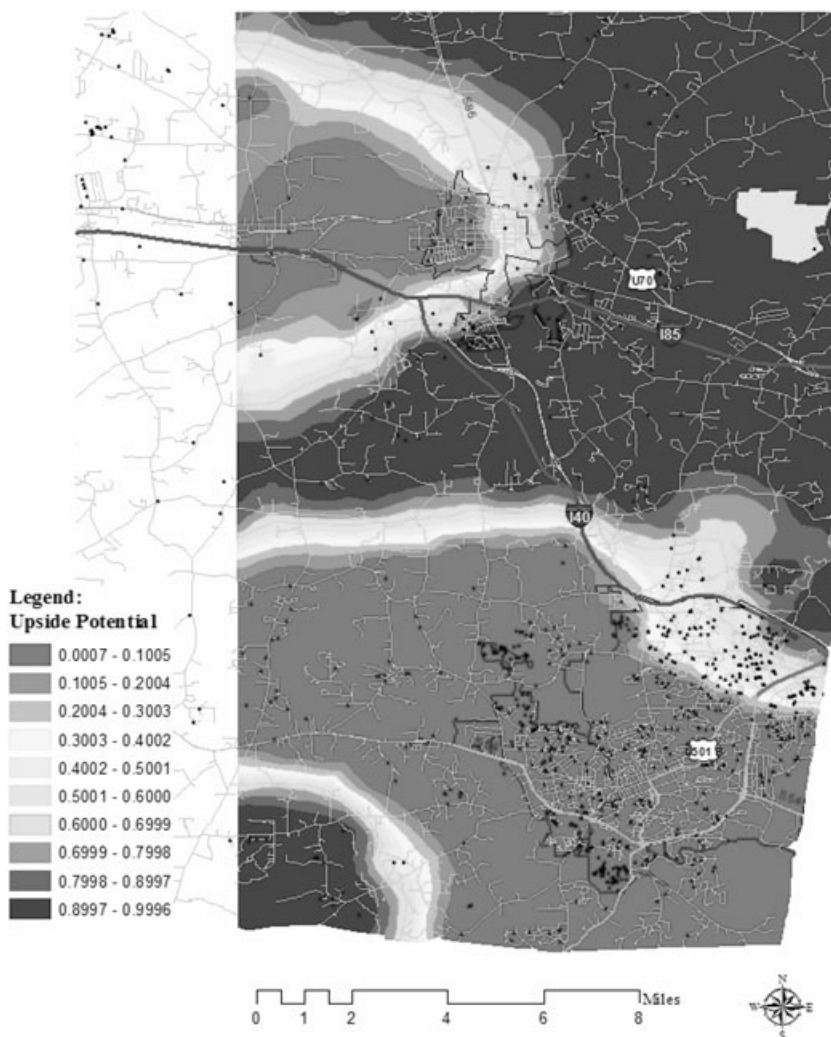 586
U70
I85
I40
Legend:
Upside Potential
0.0007 - 0.1005
0.1005 - 0.2004
0.2004 - 0.3003
0.3003 - 0.4002
0.4002 - 0.5001
0.5001 - 0.6000
0.6000 - 0.6999
0.6999 - 0.7998
0.7998 - 0.8997
0.8997 - 0.9996
501
Miles
0 1 2 4 6 8
N
W E
S